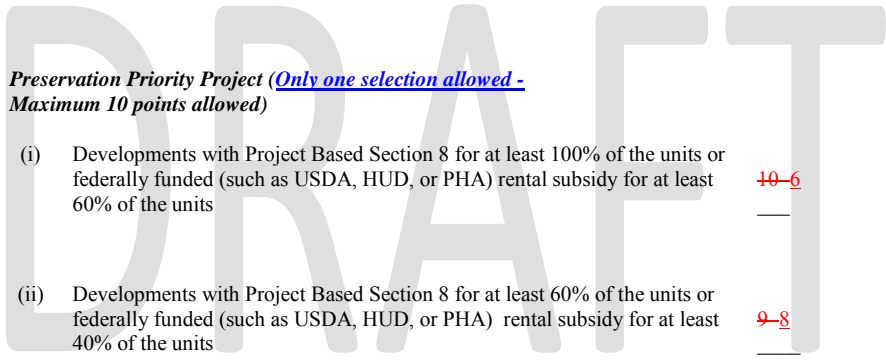 DRAFT
Preservation Priority Project (Only one selection allowed -
Maximum 10 points allowed)
(i) Developments with Project Based Section 8 for at least 100% of the units or
federally funded (such as USDA, HUD, or PHA) rental subsidy for at least 10 6
60% of the units ___
(ii) Developments with Project Based Section 8 for at least 60% of the units or
federally funded (such as USDA, HUD, or PHA) rental subsidy for at least 9 8
40% of the units ____